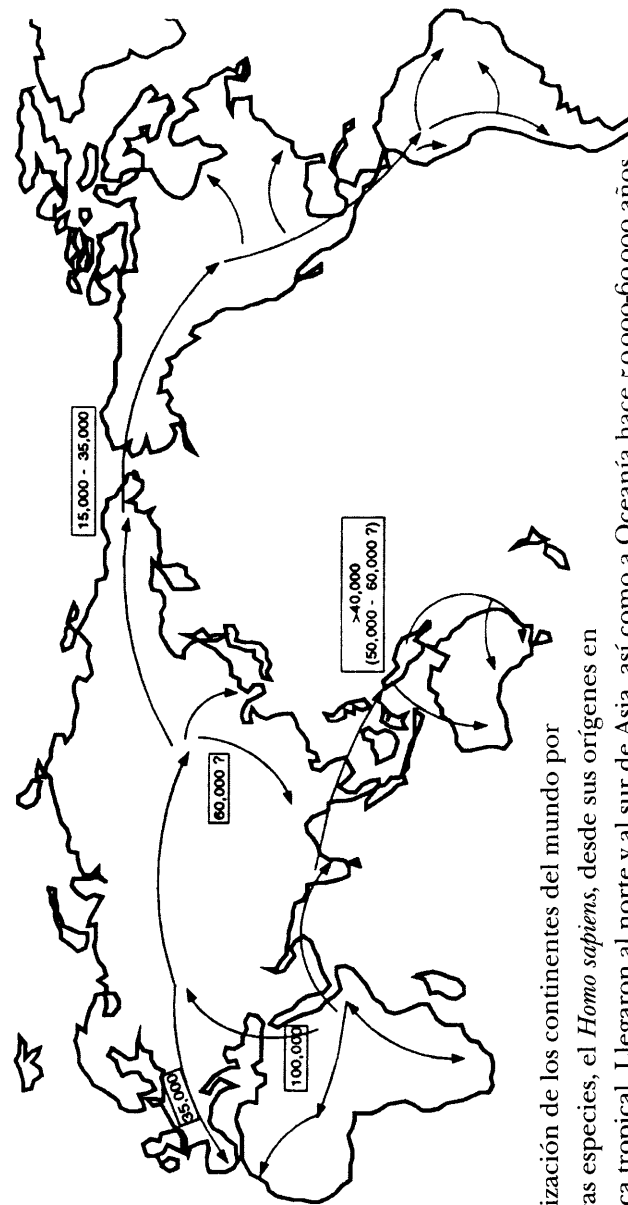 15,000 - 35,000
>40,000
(50,000 - 60,000 ?)
60,000 ?
35,000
100,000
ización de los continentes del mundo por
as especies, el Homo sapiens, desde sus orígenes en
ca tropical. Llegaron al norte y al sur de Asia, así como a Oceanía hace 50,000-60,000 años